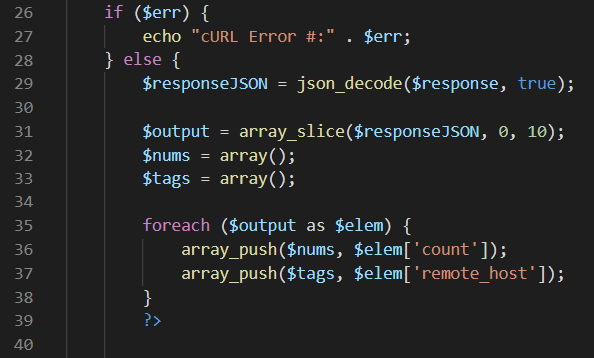 26 if ($err) {
27 echo "cURL Error #:" . $err;
28 } else {
29 $responseJSON = json_decode($response, true);
30
31 $output = array_slice($responseJSON, 0, 10);
32 $nums = array();
33 $tags = array();
34
35 foreach ($output as $elem) {
36 array_push($nums, $elem['count']);
37 array_push($tags, $elem['remote_host']);
38 }
39 ?>
40